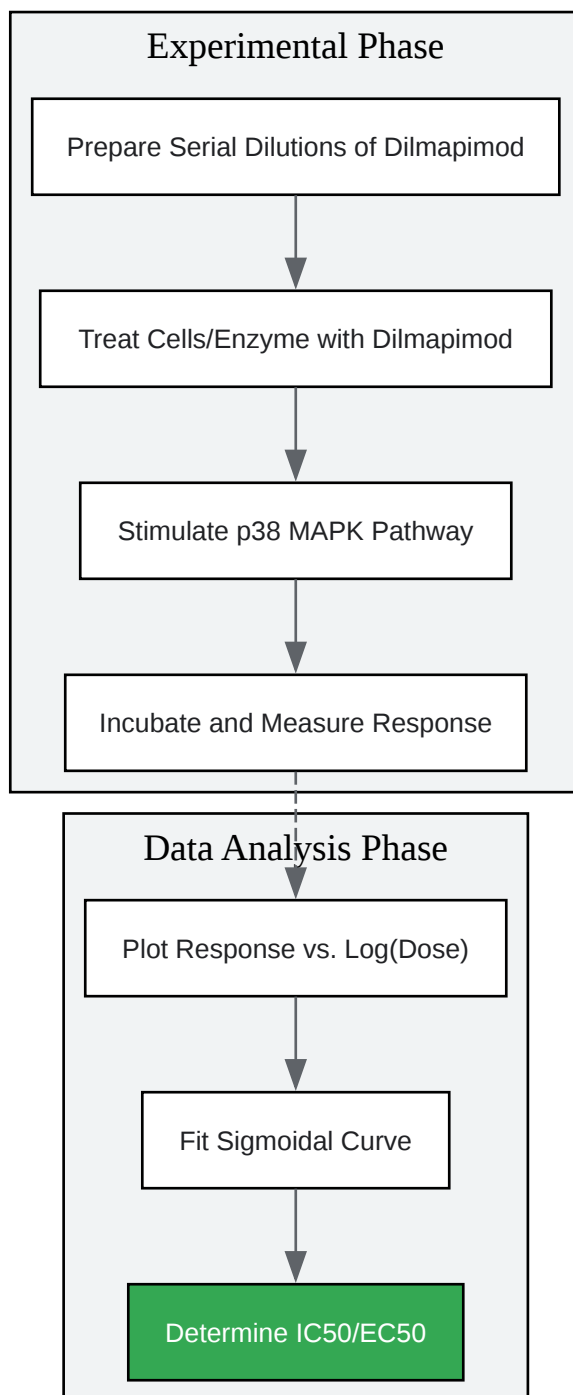 Experimental Phase
Prepare Serial Dilutions of Dilmapimod
Treat Cells/Enzyme with Dilmapimod
Stimulate p38 MAPK Pathway
Incubate and Measure Response
Data Analysis Phase
Plot Response vs. Log(Dose)
Fit Sigmoidal Curve
Determine IC50/EC50